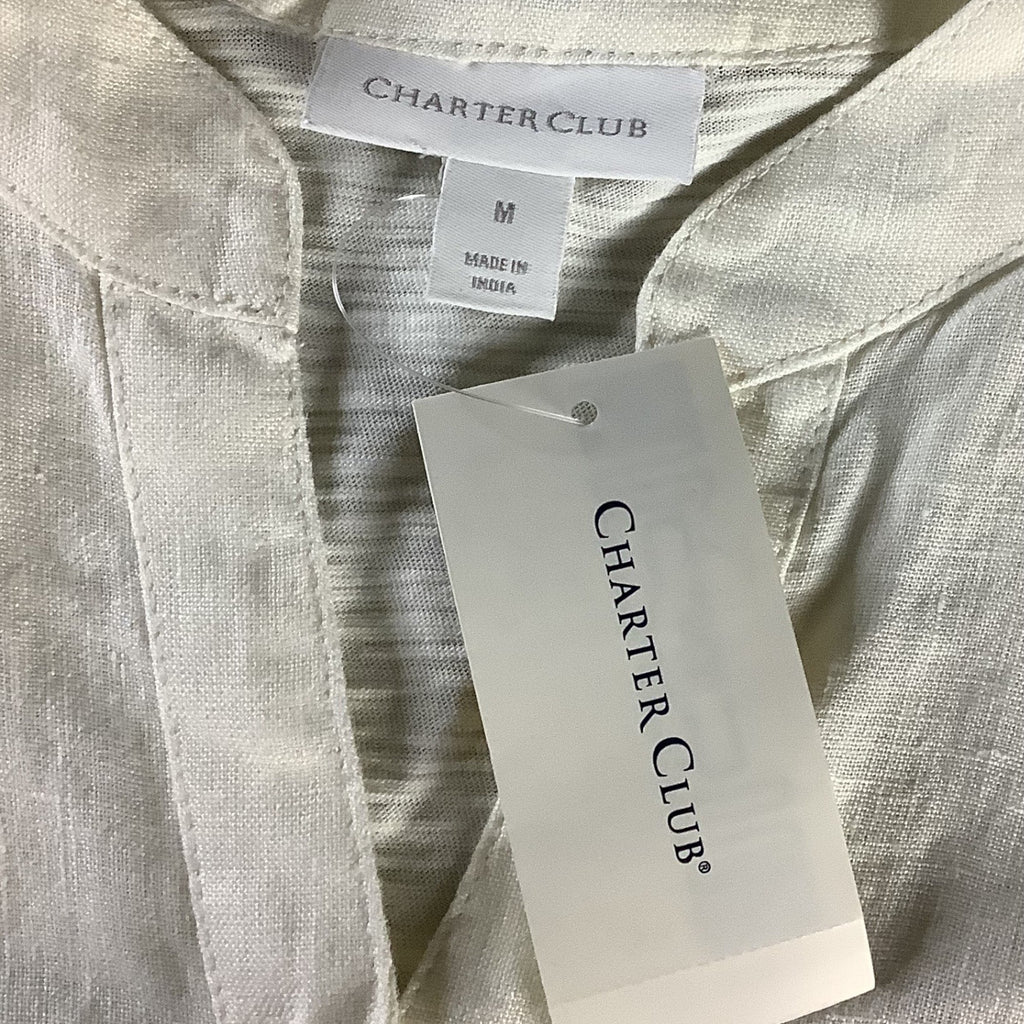 CHARTER CLUB
M
MADE IN
INDIA
CHARTER CLUB®